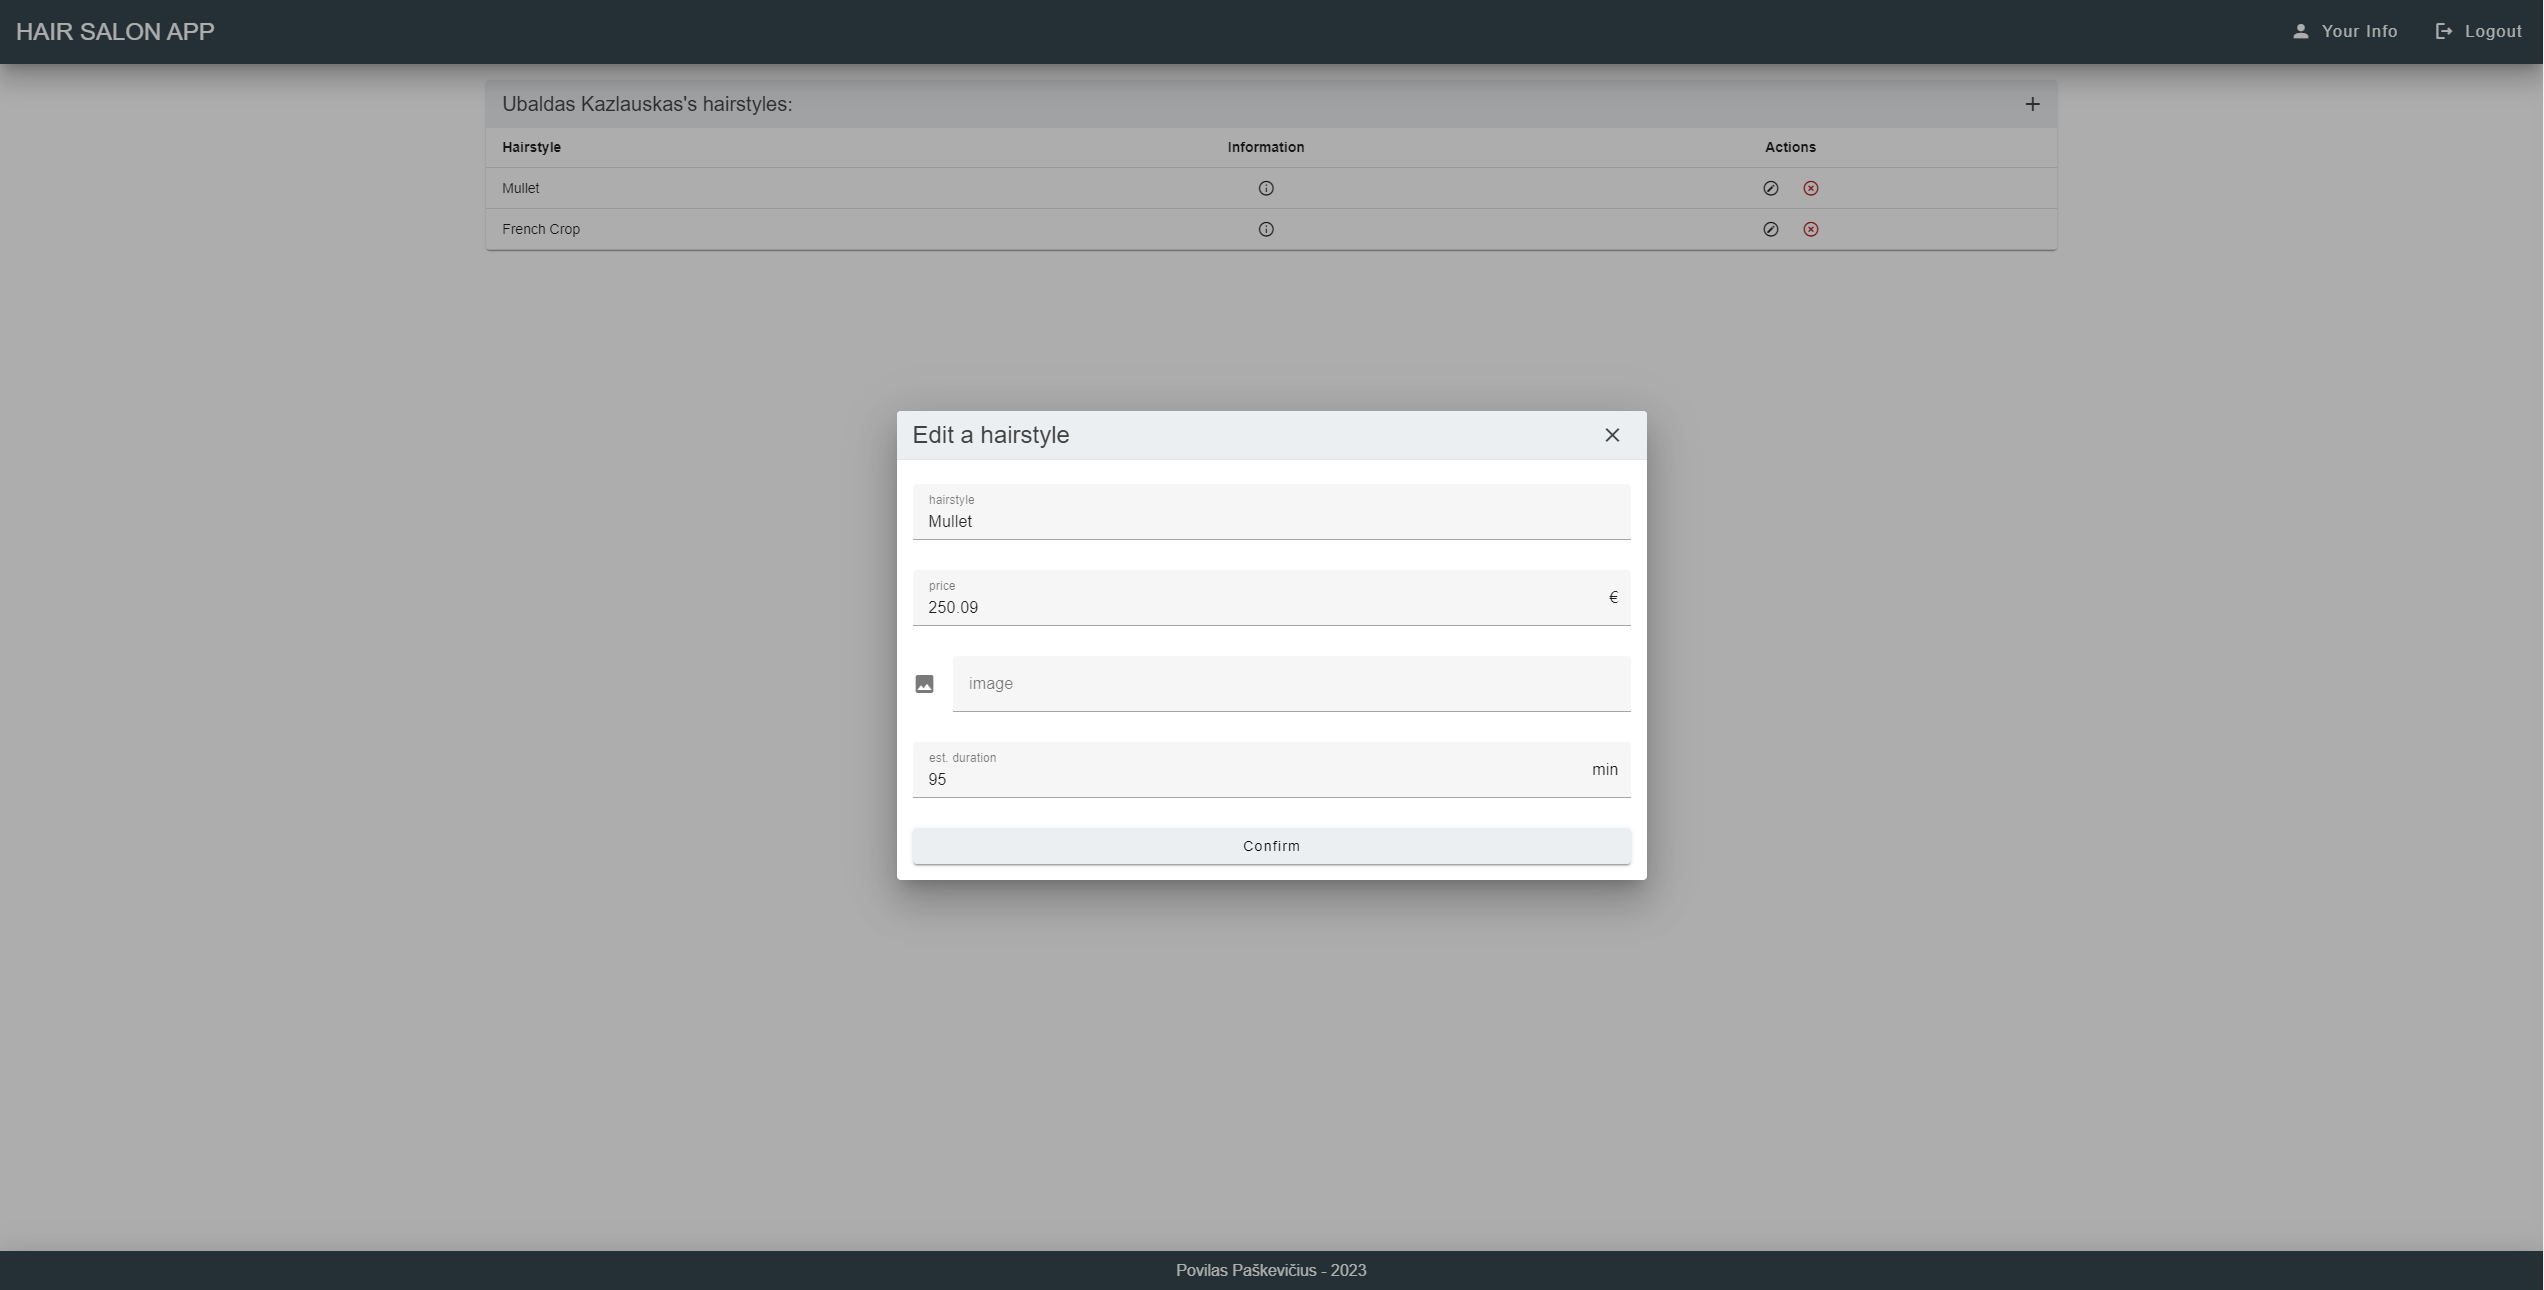 HAIR SALON APP
Your Info
Logout
Ubaldas Kazlauskas's hairstyles:
Hairstyle
Information
Actions
Mullet
French Crop
Edit a hairstyle
hairstyle
Mullet
price
250.09
€
image
est. duration
95
min
Confirm
Povilas Paškevičius - 2023